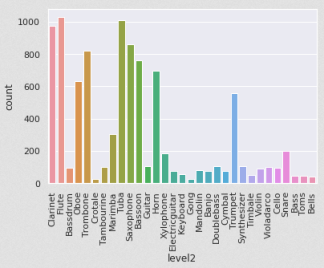 count
1000
800
600
400
200
0
Clarinet
Flute
Bassdrum
Oboe
Trombone
Crotale
Tambourine
Marimba
Tuba
Saxophone
Bassoon
Guitar
Horn
Xylophone
Electricguitar
Keyboard
Gong
Mandolin
Banjo
Doublebass
Cymbal
Trumpet
Synthesizer
Timbale
Violin
Violadarco
Cello
Snare
Bass
Toms
Bells
level2